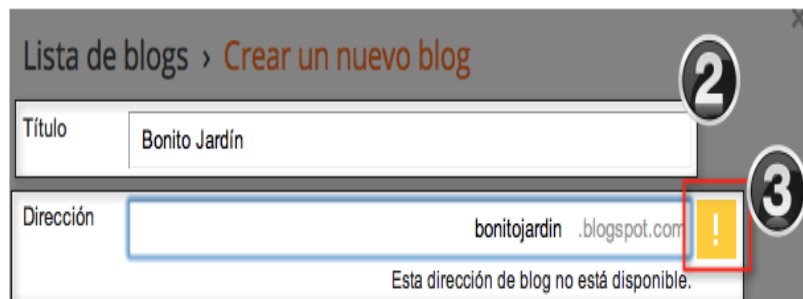 Lista de blogs › Crear un nuevo blog
2
Título
Bonito Jardín
3
Dirección
bonitojardin .blogspot.com
!
Esta dirección de blog no está disponible.